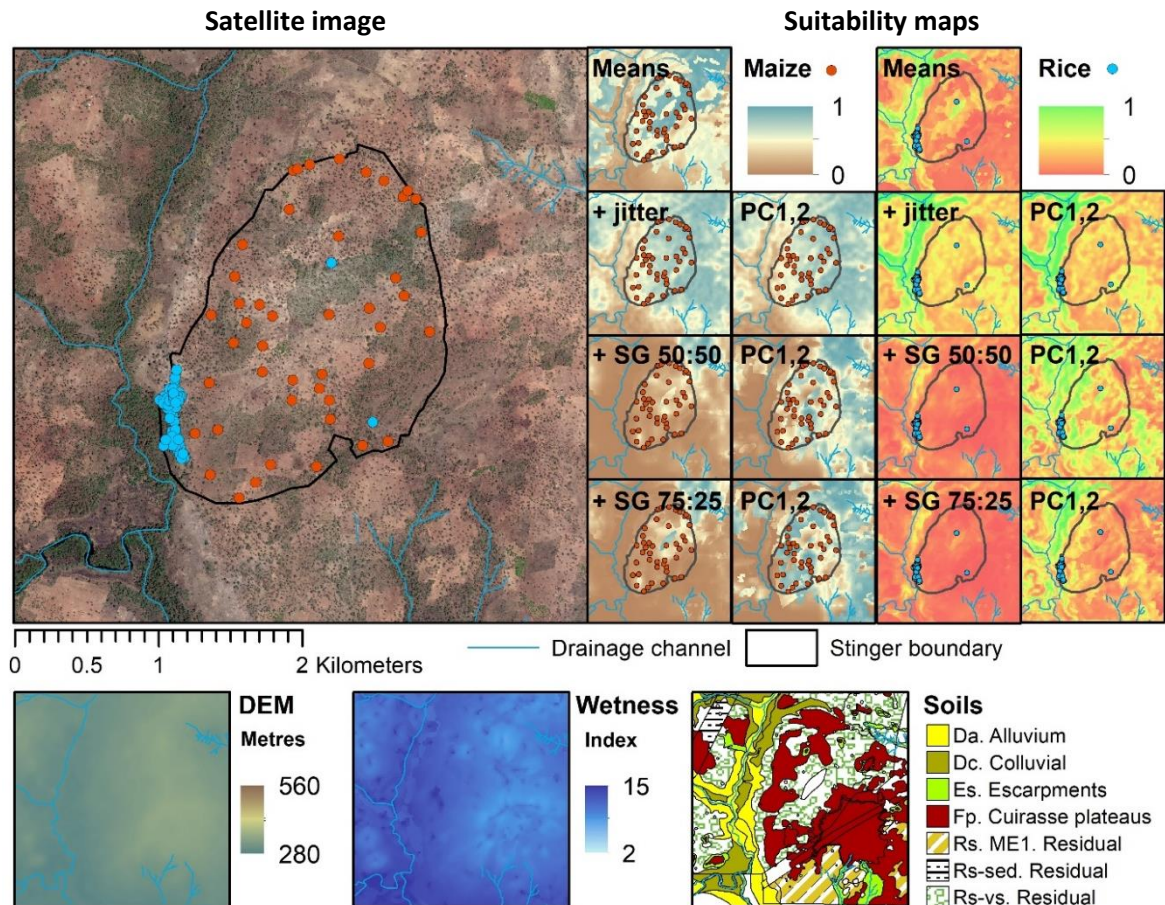 Satellite image Suitability maps
Means Maize 1 0 Means Rice 1 0
+ jitter PC1,2 + jitter PC1,2
+ SG 50:50 PC1,2 + SG 50:50 PC1,2
+ SG 75:25 PC1,2 + SG 75:25 PC1,2
0 0.5 1 2 Kilometers Drainage channel Stinger boundary
DEM
Metres
560
280
Wetness
Index
15
2
Soils
Da. Alluvium
Dc. Colluvial
Es. Escarpments
Fp. Cuirasse plateaus
Rs. ME1. Residual
Rs-sed. Residual
Rs-vs. Residual